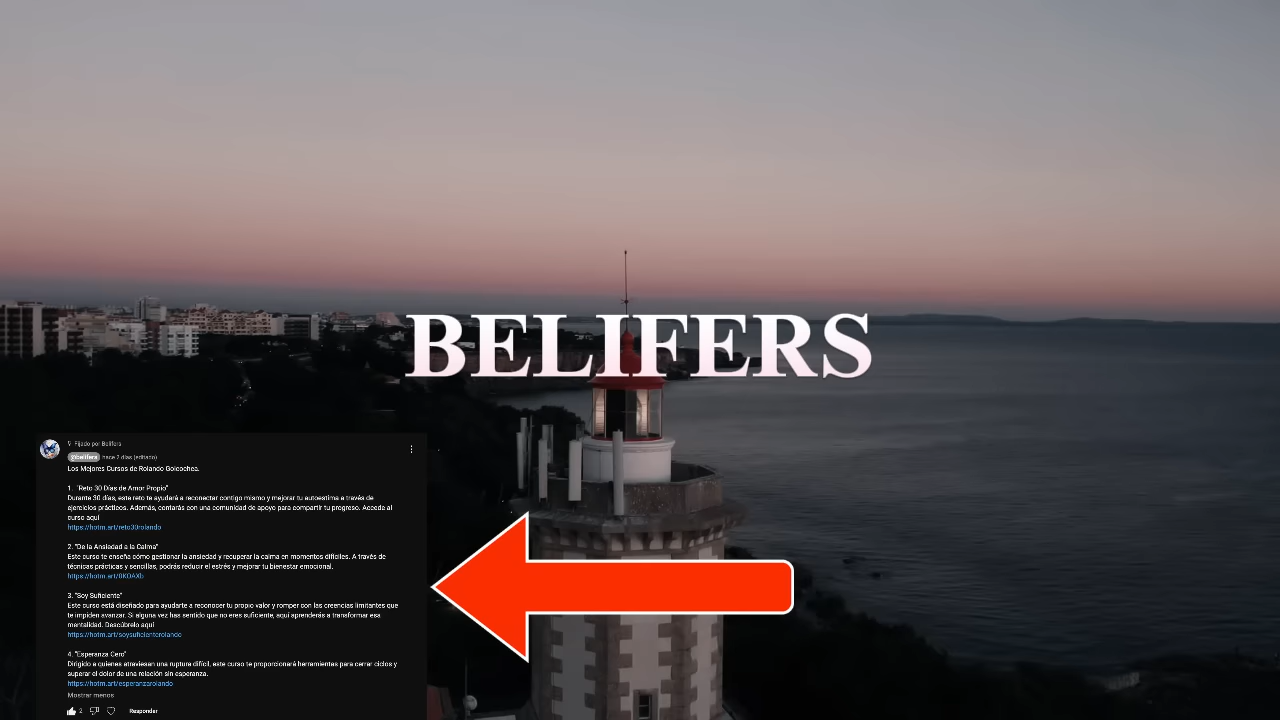 BELIFERS
Fijado por Belifers
@belifers hace 2 días (editado)
Los Mejores Cursos de Rolando Goicochea.
1. "Reto 30 Días de Amor Propio"
Durante 30 días, este reto te ayudará a reconectar contigo mismo y mejorar tu autoestima a través de
ejercicios prácticos. Además, contarás con una comunidad de apoyo para compartir tu progreso. Accede al
curso aquí
https://hotm.art/reto30rolando
2. "De la Ansiedad a la Calma"
Este curso te enseña cómo gestionar la ansiedad y recuperar la calma en momentos difíciles. A través de
técnicas prácticas y sencillas, podrás reducir el estrés y mejorar tu bienestar emocional.
https://hotm.art/0KOAXb
3. "Soy Suficiente"
Este curso está diseñado para ayudarte a reconocer tu propio valor y romper con las creencias limitantes que
te impiden avanzar. Si alguna vez has sentido que no eres suficiente, aquí aprenderás a transformar esa
mentalidad. Descúbrelo aquí
https://hotm.art/soysuficienterolando
4. "Esperanza Cero"
Dirigido a quienes atraviesan una ruptura difícil, este curso te proporcionará herramientas para cerrar ciclos y
superar el dolor de una relación sin esperanza.
https://hotm.art/esperanzarolando
Mostrar menos
2 Responder